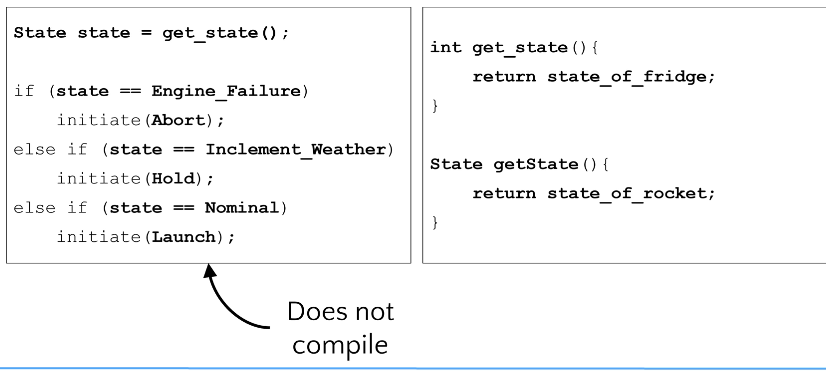 State state = get_state();
if (state == Engine_Failure)
initiate(Abort);
else if (state == Inclement_Weather)
initiate(Hold);
else if (state == Nominal)
initiate(Launch);
int get_state(){
return state_of_fridge;
}
State getState(){
return state_of_rocket;
}
Does not
compile